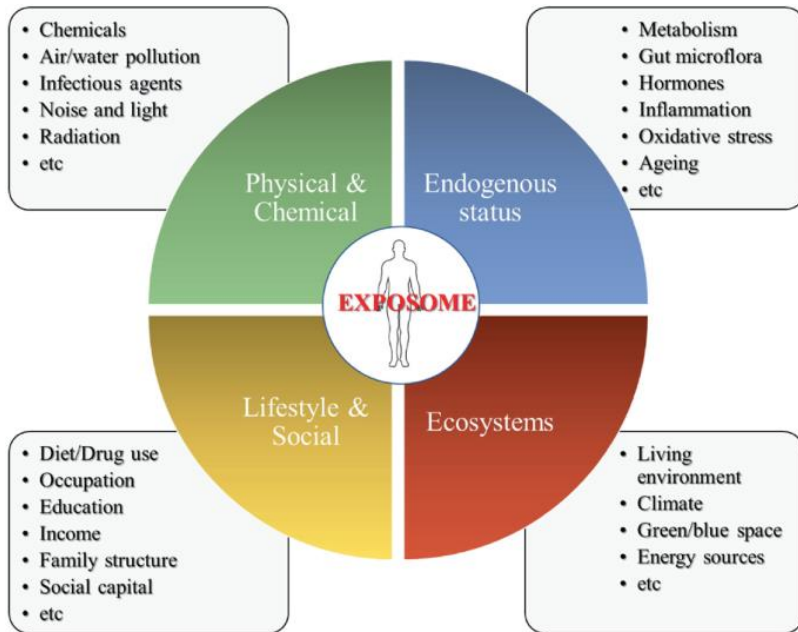 • Chemicals
• Air/water pollution
• Infectious agents
• Noise and light
• Radiation
• etc
• Metabolism
• Gut microflora
• Hormones
• Inflammation
• Oxidative stress
• Ageing
• etc
Physical &
Chemical
Endogenous
status
EXPOSOME
Lifestyle &
Social
Ecosystems
• Diet/Drug use
• Occupation
• Education
• Income
• Family structure
• Social capital
• etc
• Living
environment
• Climate
• Green/blue space
• Energy sources
• etc